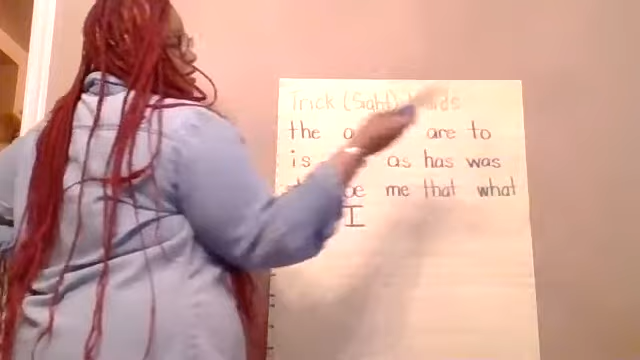 Trick (Sight) Words
the are to
is as has was
me that what
I